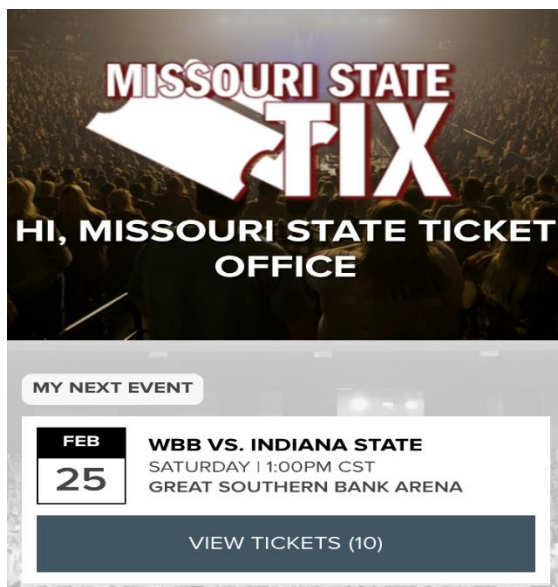 MISSOURI STATE
TIX
HI, MISSOURI STATE TICKET
OFFICE
MY NEXT EVENT
FEB
25
WBB VS. INDIANA STATE
SATURDAY | 1:00PM CST
GREAT SOUTHERN BANK ARENA
VIEW TICKETS (10)